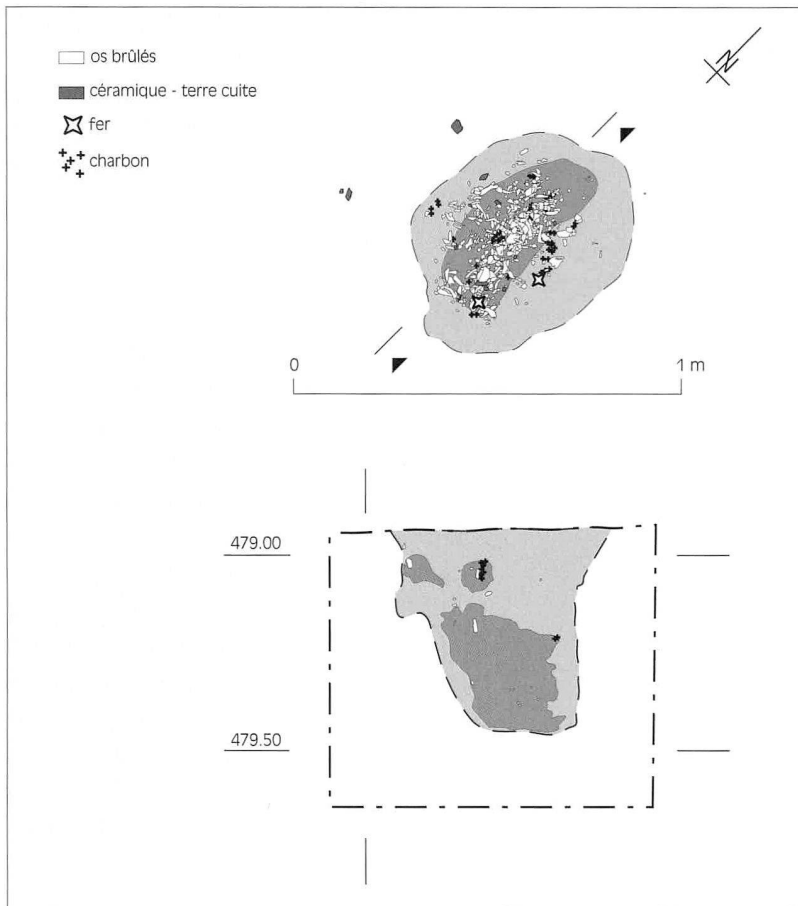 os brûlés
céramique - terre cuite
fer
charbon
N
0 1 m
479.00
479.50